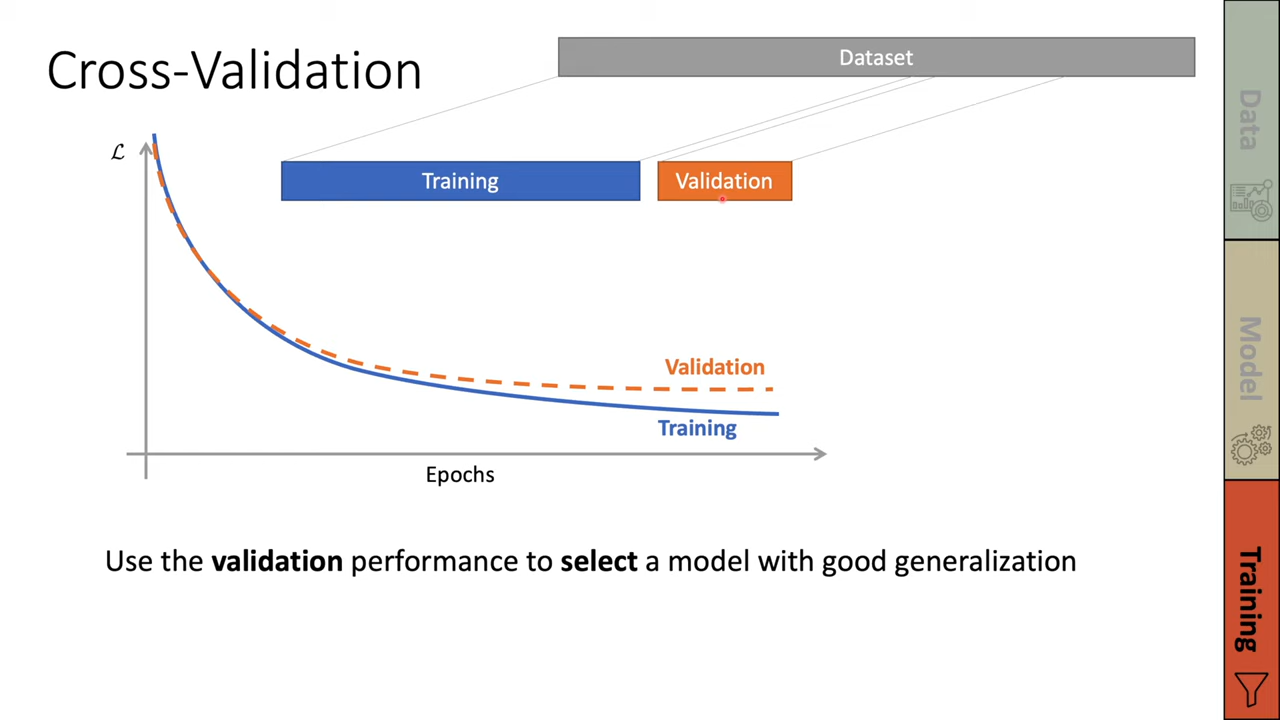 Cross-Validation
Dataset
ℒ
Training
Validation
Validation
Training
Epochs
Use the validation performance to select a model with good generalization
Data
Model
Training